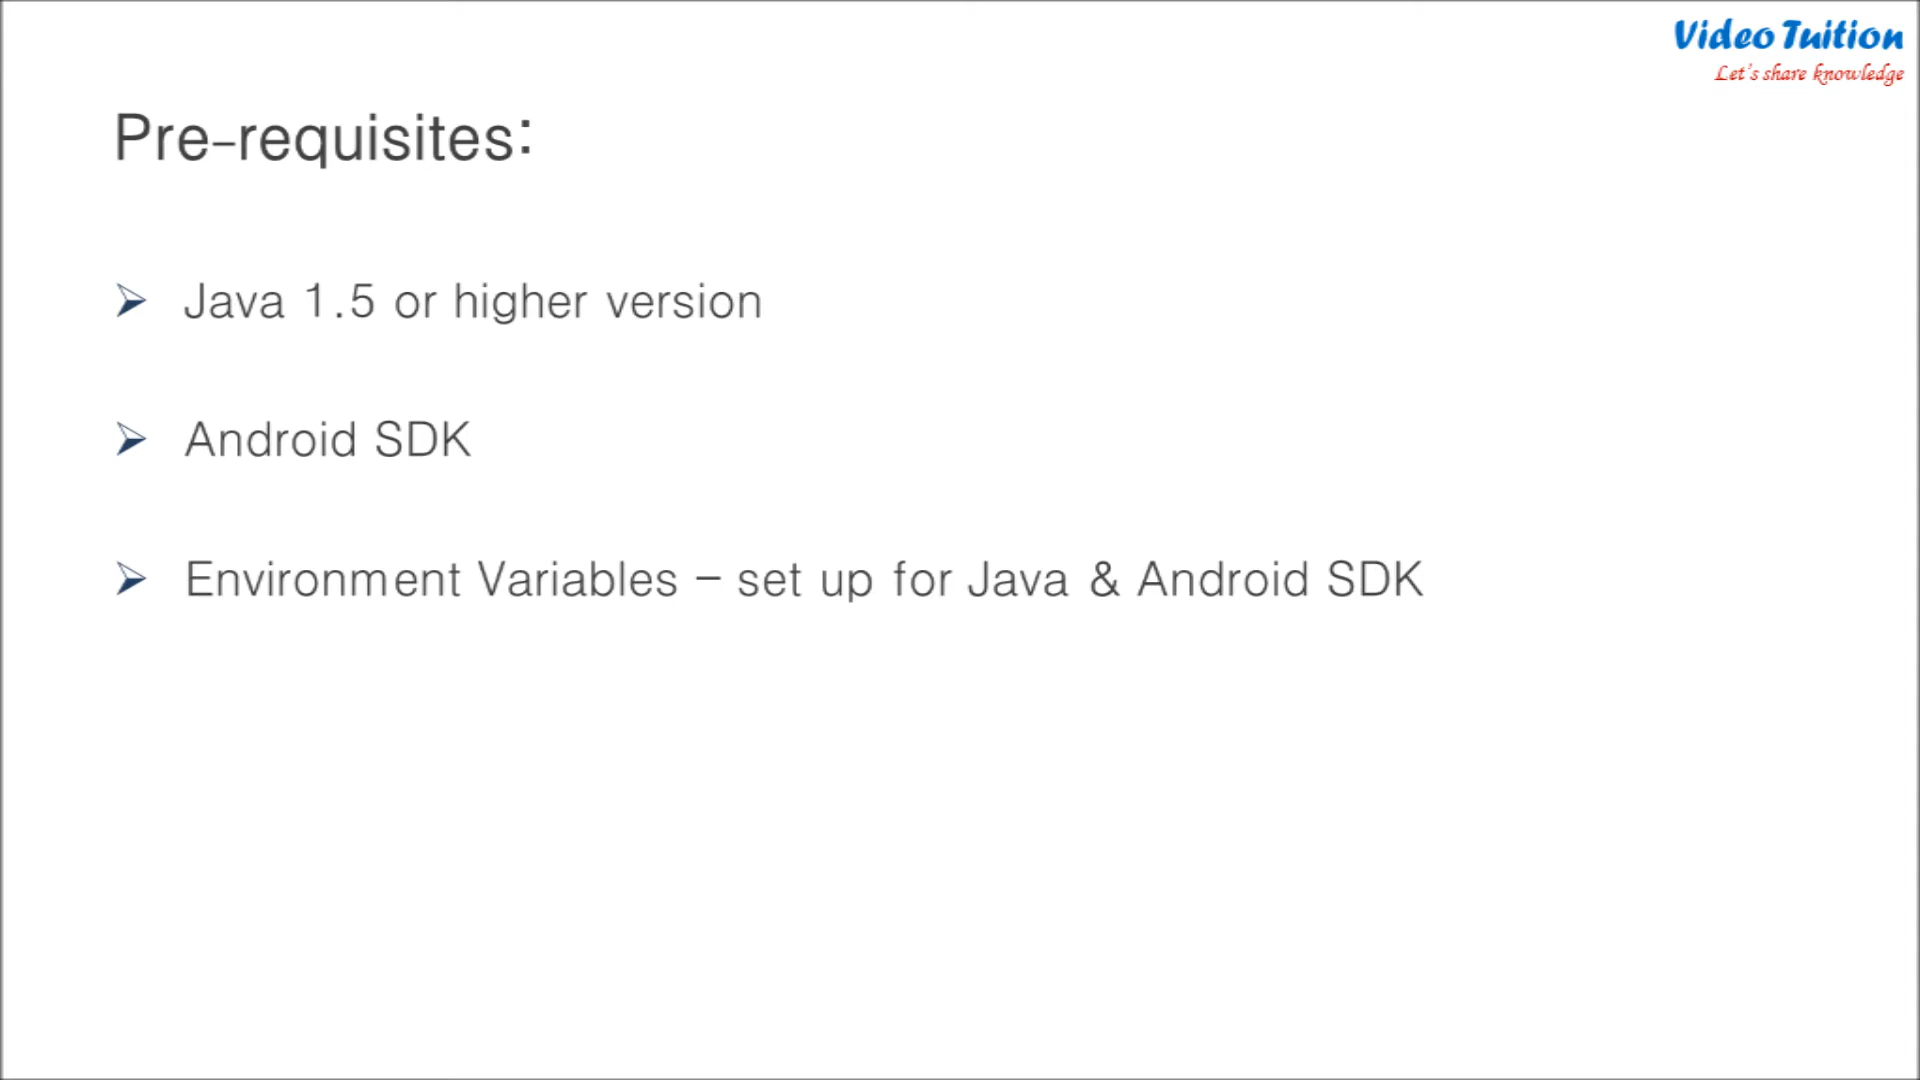 Video Tuition
Let's share knowledge
Pre-requisites:
Java 1.5 or higher version
Android SDK
Environment Variables – set up for Java & Android SDK